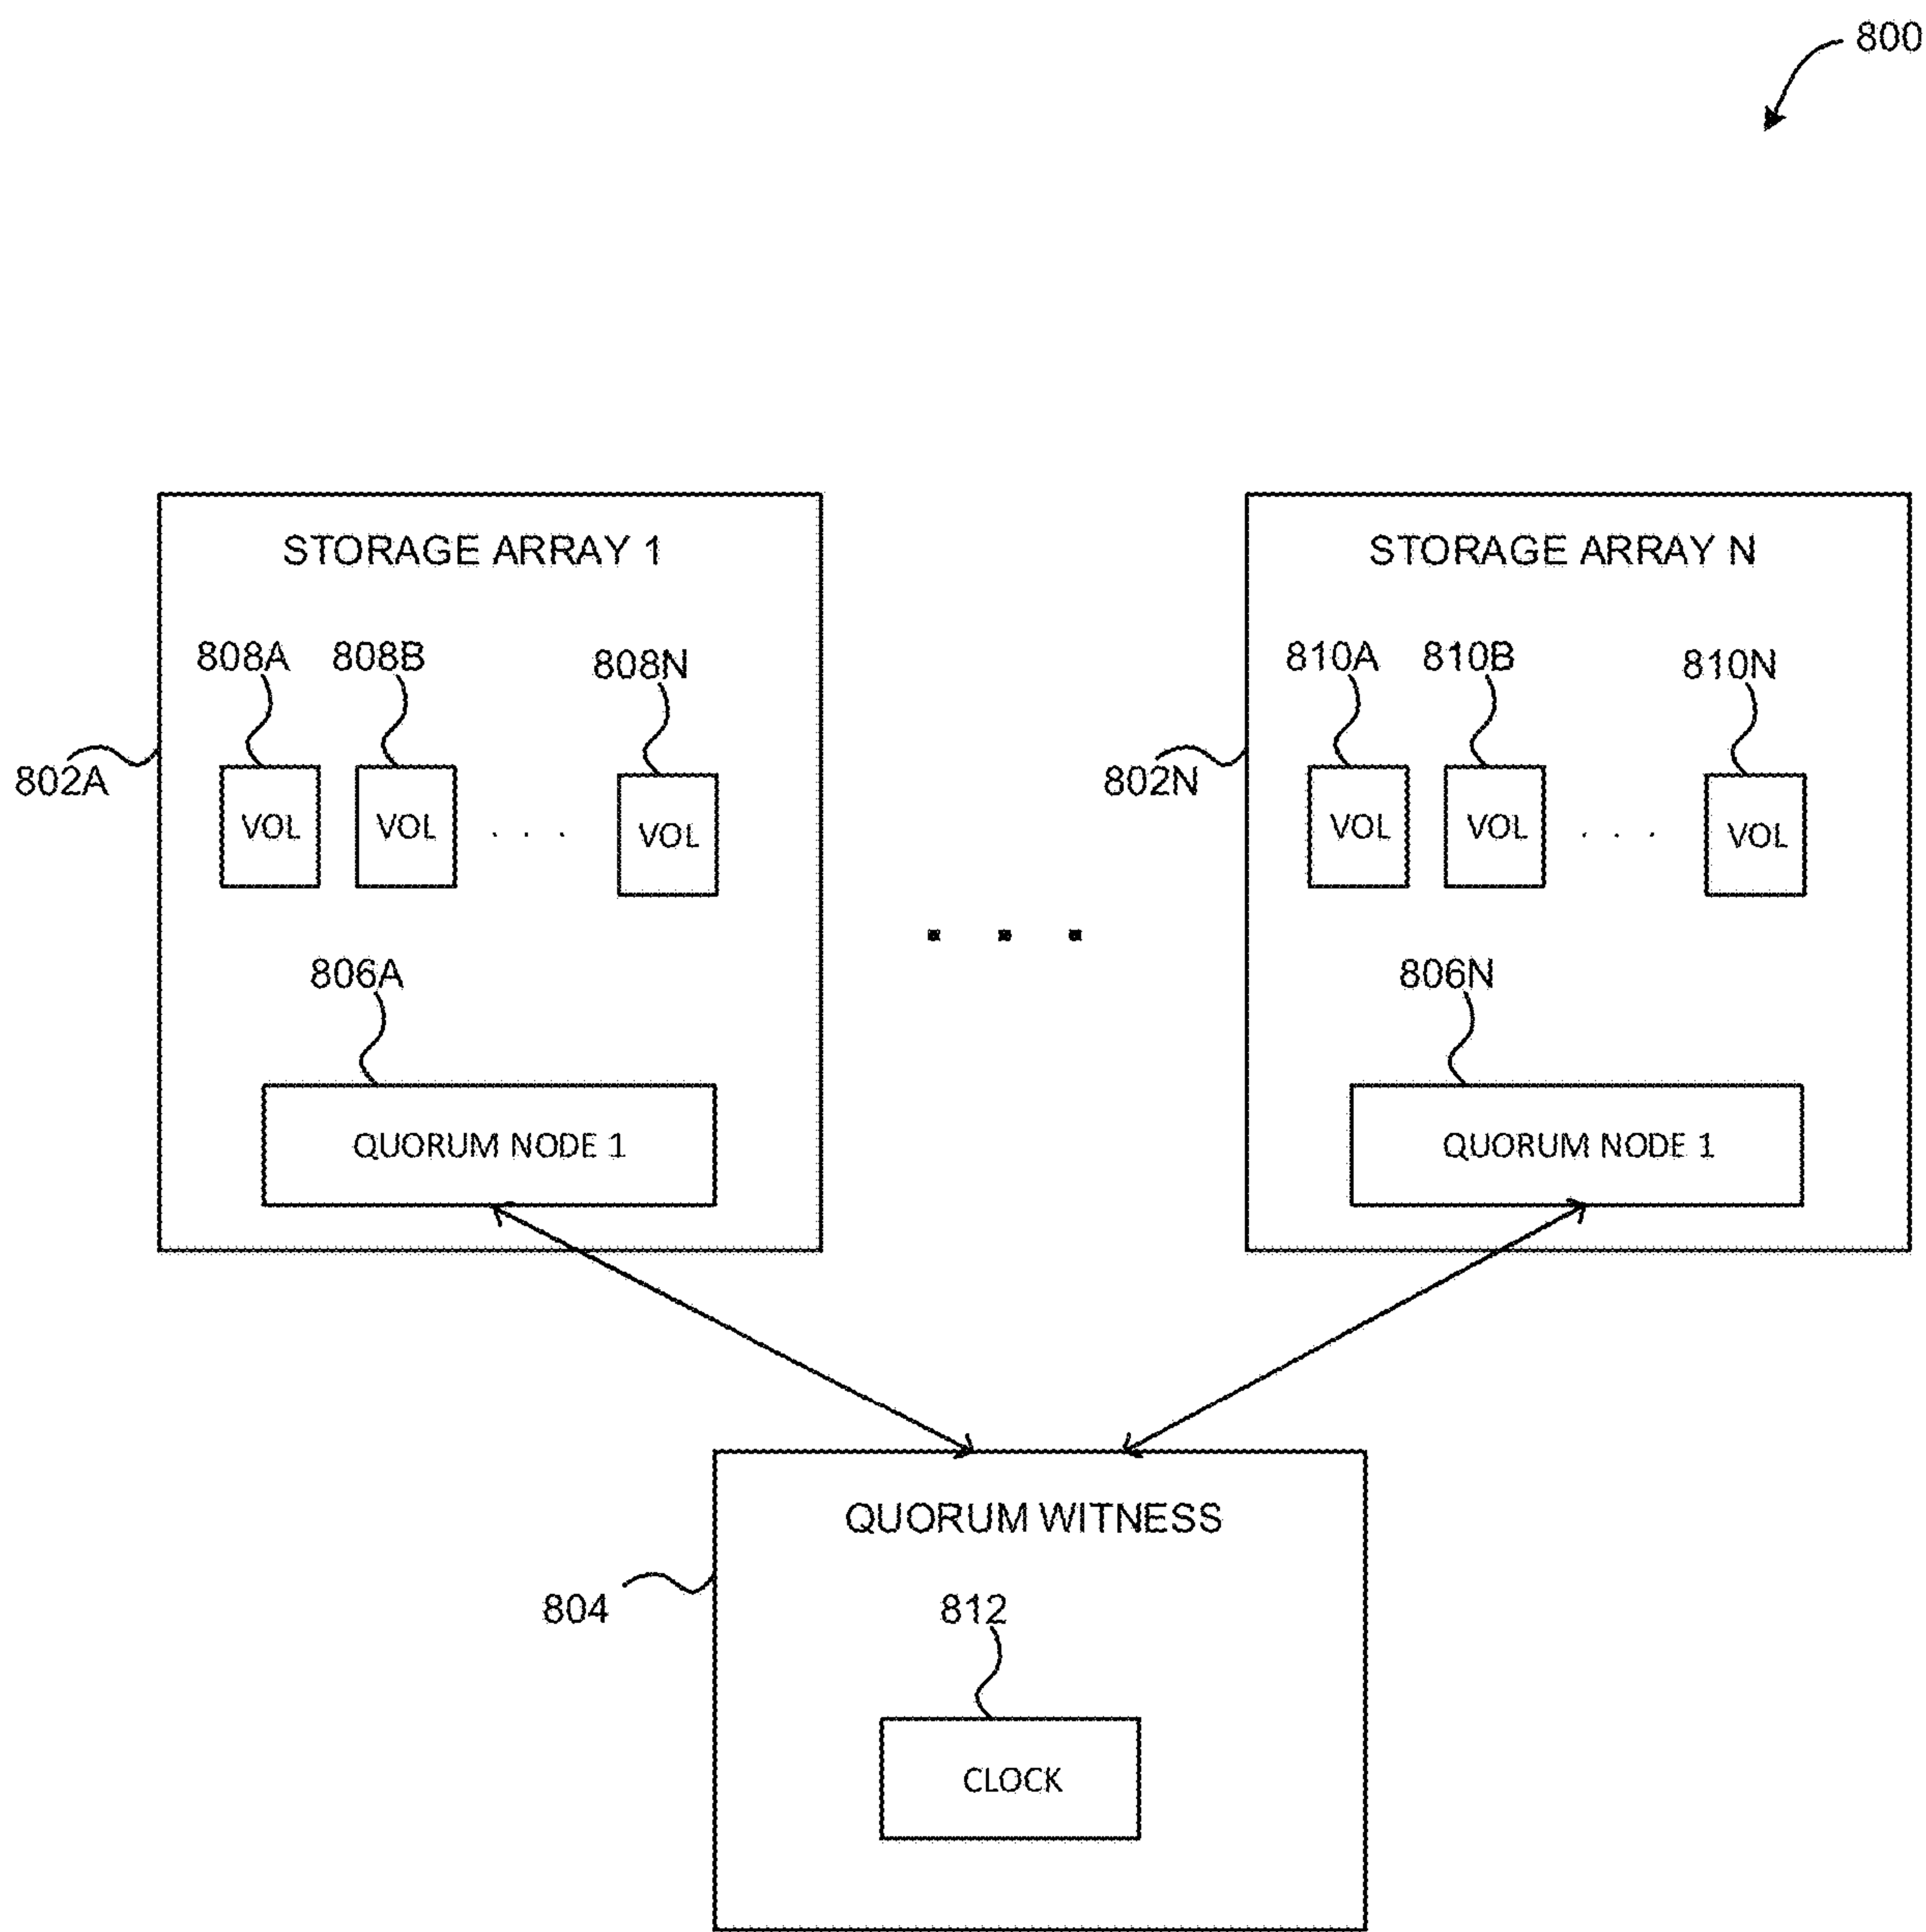 800
STORAGE ARRAY 1
808A 808B 808N
802A
VOL VOL . . . VOL
806A
QUORUM NODE 1
. . .
STORAGE ARRAY N
810A 810B 810N
802N
VOL VOL . . . VOL
806N
QUORUM NODE 1
QUORUM WITNESS
804
812
CLOCK